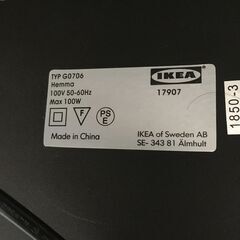 TYP G0706
Hemma
100V 50-60Hz
Max 100W
F
PS
E
Made in China
IKEA
17907
IKEA of Sweden AB
SE- 343 81 Älmhult
1850.-3